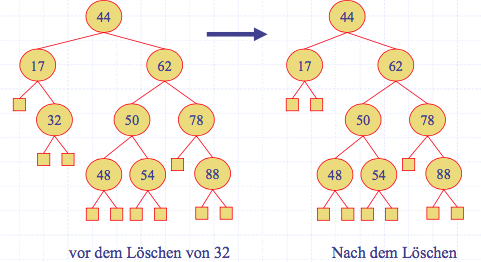 44 44
17 62 17 62
32 50 78 50 78
48 54 88 48 54 88
vor dem Löschen von 32 Nach dem Löschen